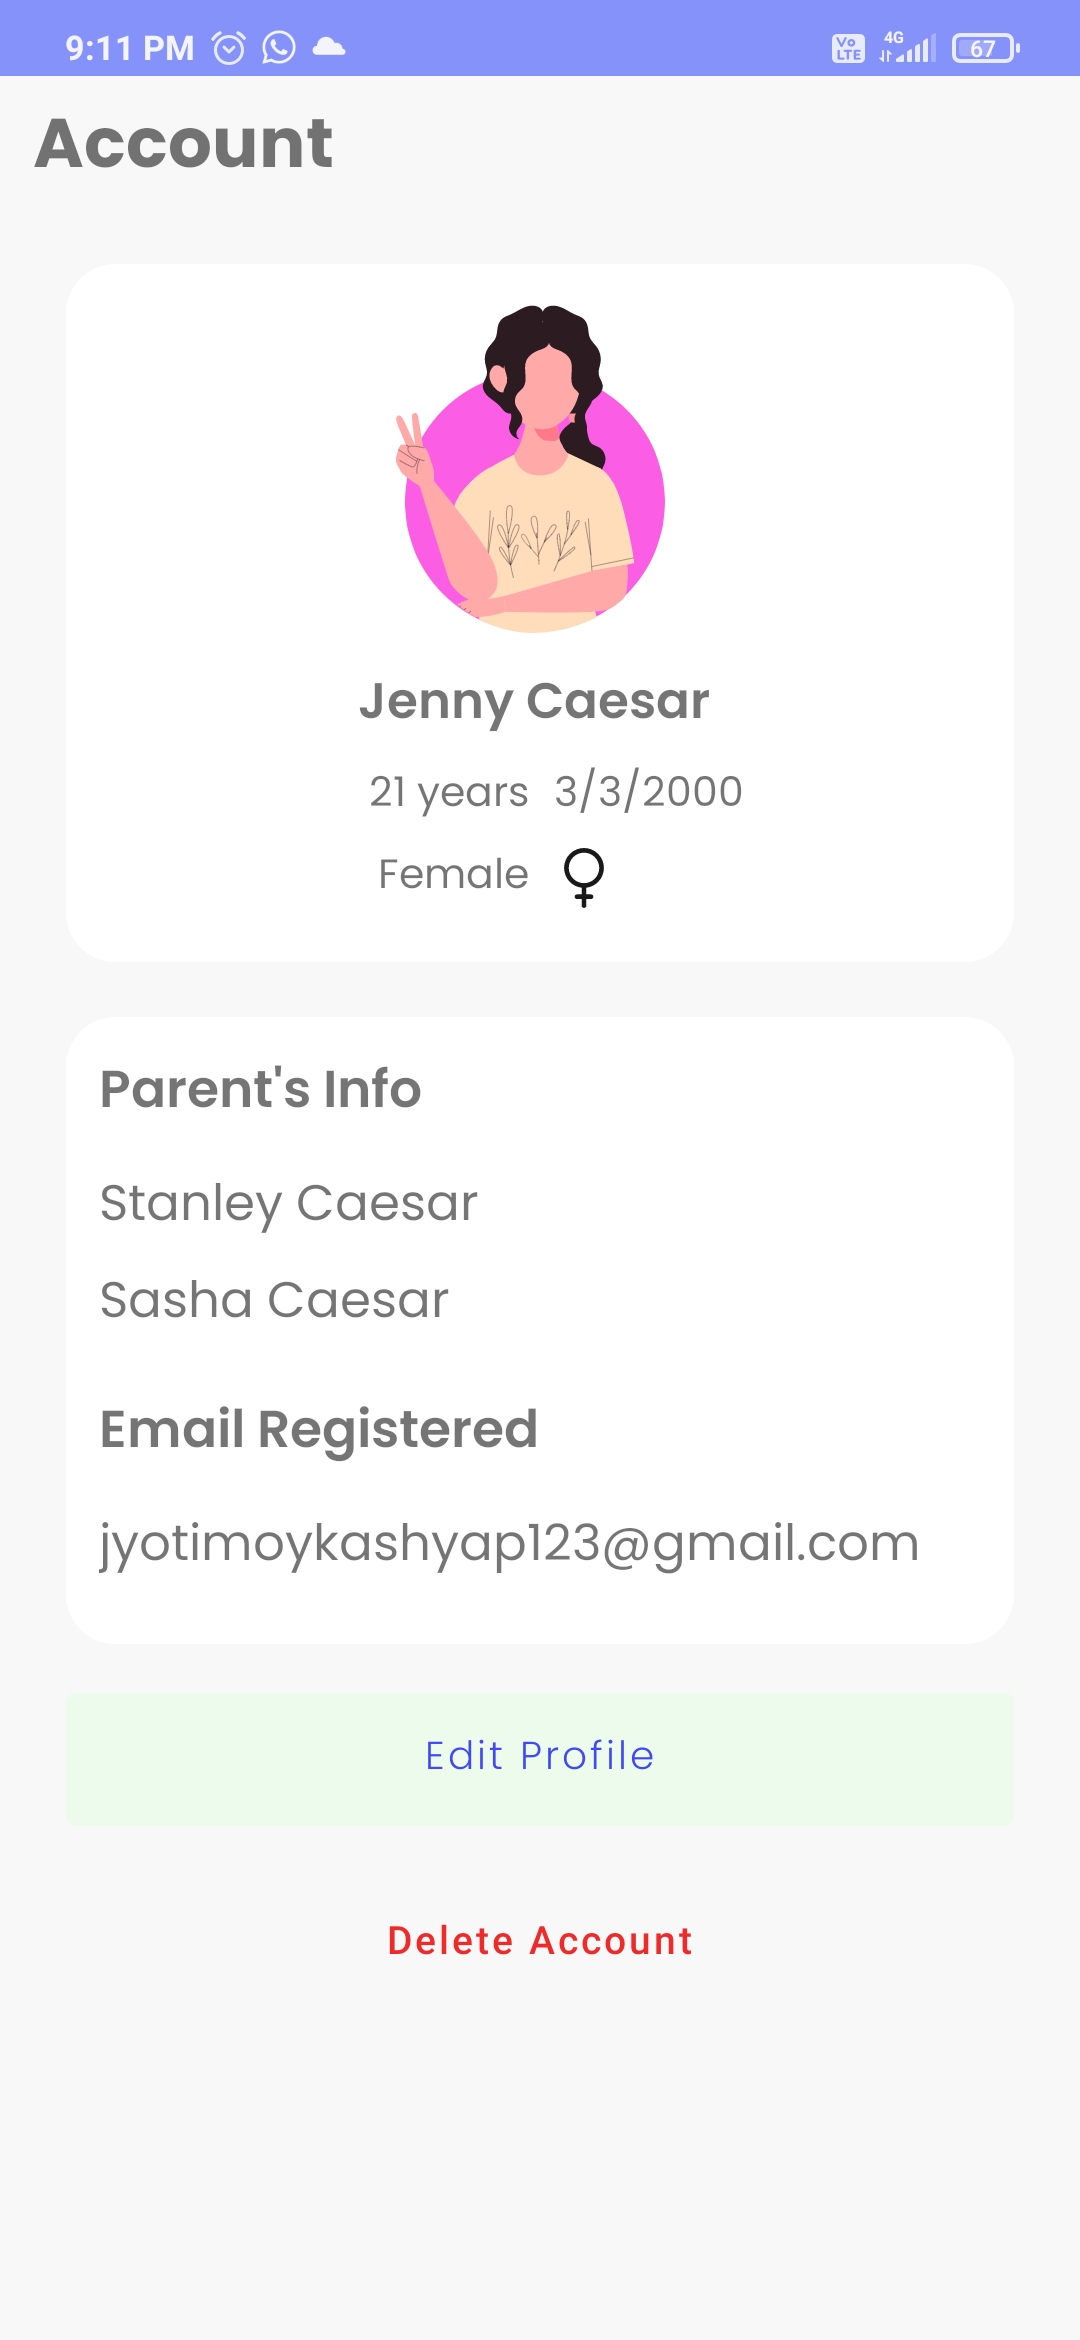 9:11 PM Vo LTE 4G 67
Account
Jenny Caesar
21 years 3/3/2000
Female
Parent's Info
Stanley Caesar
Sasha Caesar
Email Registered
jyotimoykashyap123@gmail.com
Edit Profile
Delete Account